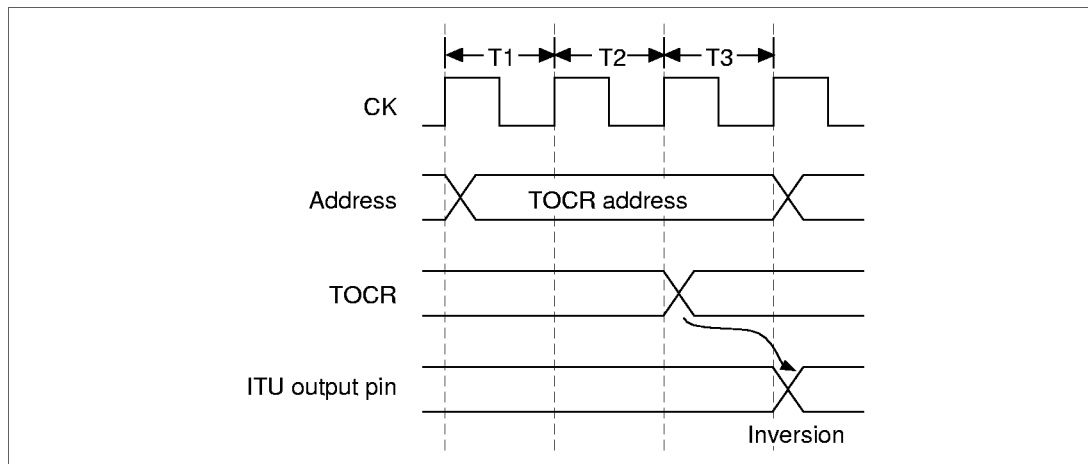 T1 T2 T3
CK
Address TOCR address
TOCR
ITU output pin
Inversion